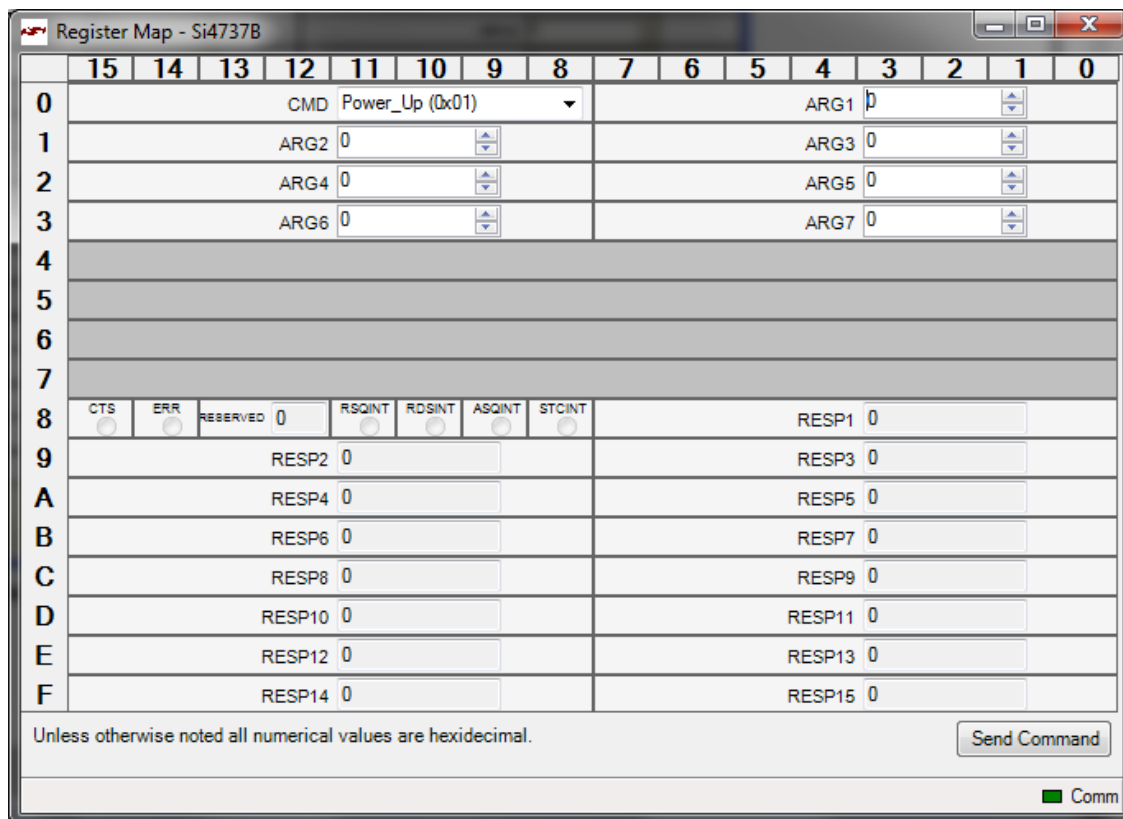 Register Map - Si4737B
15 14 13 12 11 10 9 8 7 6 5 4 3 2 1 0
0 CMD Power_Up (0x01) ARG1 0
1 ARG2 0 ARG3 0
2 ARG4 0 ARG5 0
3 ARG6 0 ARG7 0
4
5
6
7
8 CTS ERR RESERVED 0 RSQINT RDSINT ASQINT STCINT RESP1 0
9 RESP2 0 RESP3 0
A RESP4 0 RESP5 0
B RESP6 0 RESP7 0
C RESP8 0 RESP9 0
D RESP10 0 RESP11 0
E RESP12 0 RESP13 0
F RESP14 0 RESP15 0
Unless otherwise noted all numerical values are hexidecimal.
Send Command
Comm